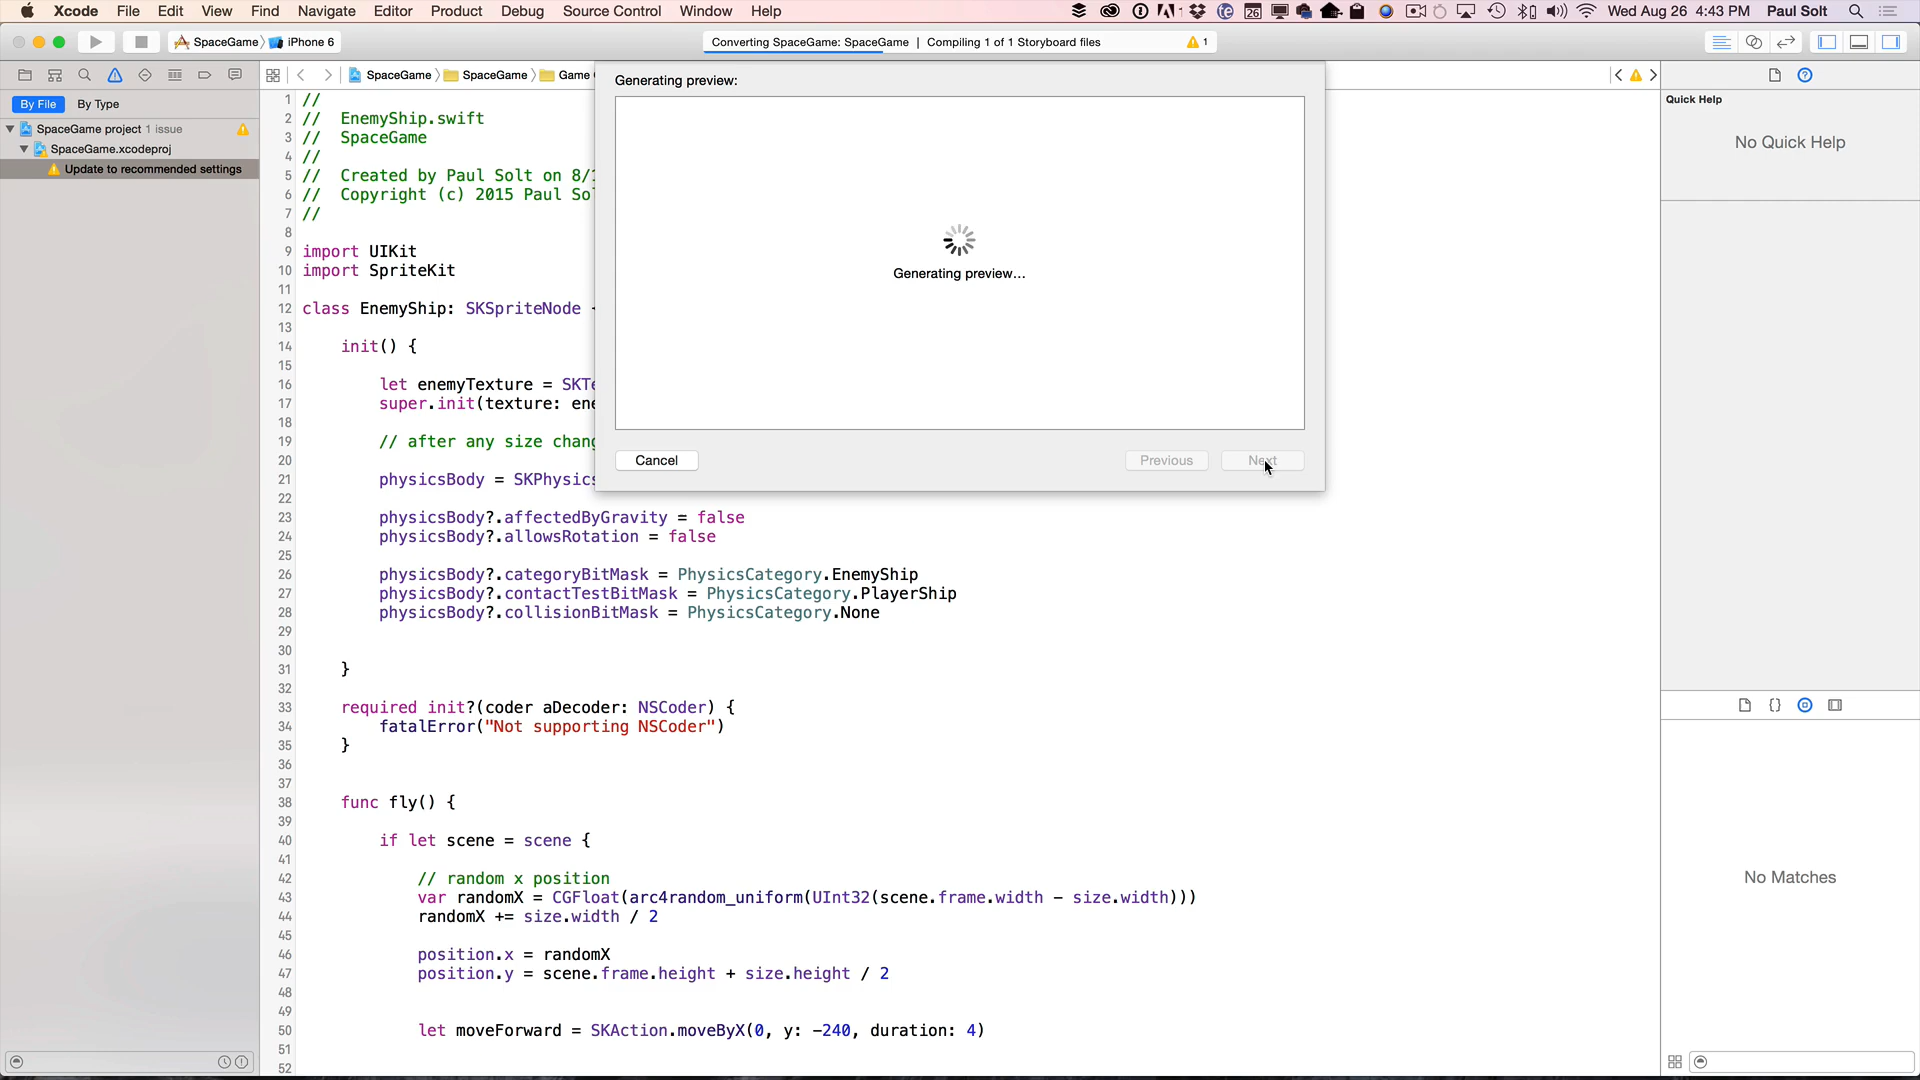 Xcode File Edit View Find Navigate Editor Product Debug Source Control Window Help
1
26
Wed Aug 26 4:43 PM Paul Solt
SpaceGame iPhone 6
Converting SpaceGame: SpaceGame | Compiling 1 of 1 Storyboard files
1
SpaceGame SpaceGame Game
By File By Type
SpaceGame project 1 issue
SpaceGame.xcodeproj
Update to recommended settings
Generating preview:
Generating preview...
Cancel
Previous
Next
Quick Help
No Quick Help
No Matches
1 //
2 // EnemyShip.swift
3 // SpaceGame
4 //
5 // Created by Paul Solt on 8/1
6 // Copyright (c) 2015 Paul So
7 //
8
9 import UIKit
10 import SpriteKit
11
12 class EnemyShip: SKSpriteNode
13
14 init() {
15
16 let enemyTexture = SKTe
17 super.init(texture: ene
18
19 // after any size chang
20
21 physicsBody = SKPhysics
22
23 physicsBody?.affectedByGravity = false
24 physicsBody?.allowsRotation = false
25
26 physicsBody?.categoryBitMask = PhysicsCategory.EnemyShip
27 physicsBody?.contactTestBitMask = PhysicsCategory.PlayerShip
28 physicsBody?.collisionBitMask = PhysicsCategory.None
29
30
31 }
32
33 required init?(coder aDecoder: NSCoder) {
34 fatalError("Not supporting NSCoder")
35 }
36
37
38 func fly() {
39
40 if let scene = scene {
41
42 // random x position
43 var randomX = CGFloat(arc4random_uniform(UInt32(scene.frame.width - size.width)))
44 randomX += size.width / 2
45
46 position.x = randomX
47 position.y = scene.frame.height + size.height / 2
48
49
50 let moveForward = SKAction.moveByX(0, y: -240, duration: 4)
51
52